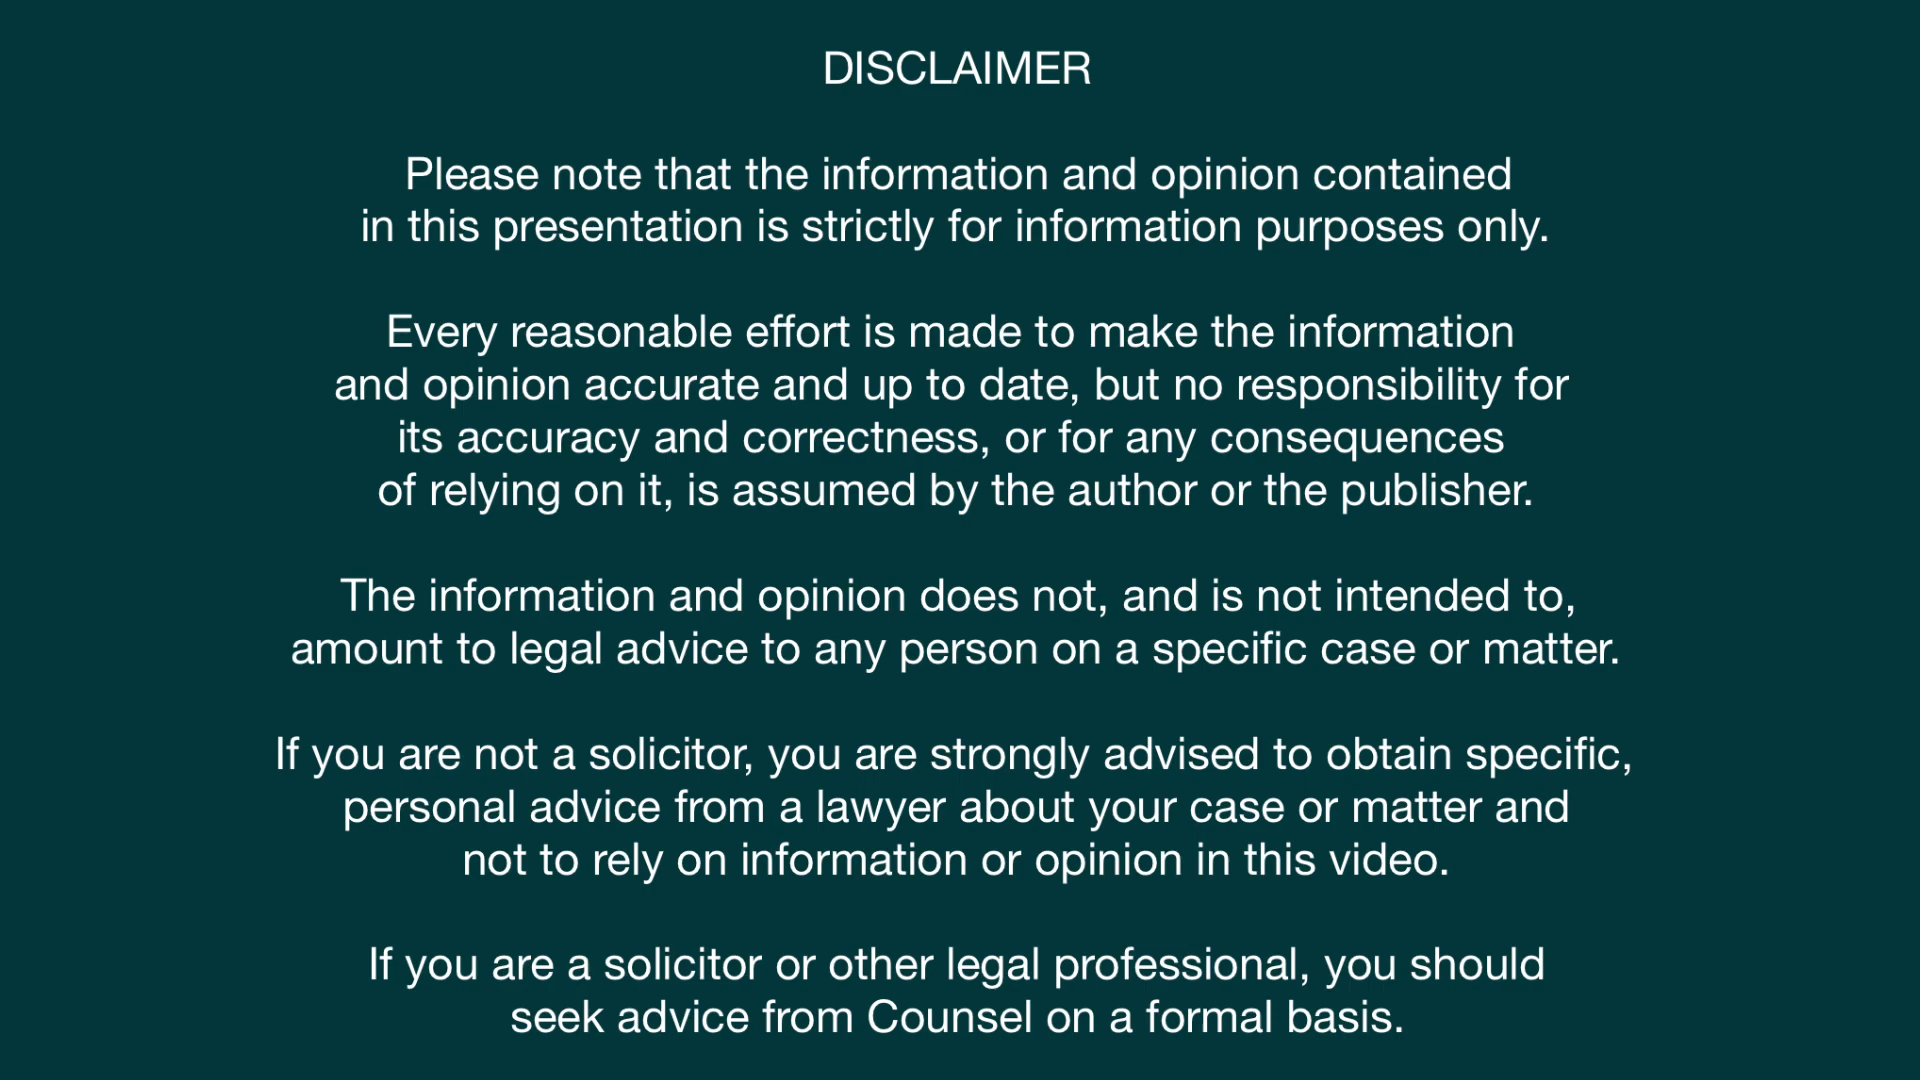 DISCLAIMER
Please note that the information and opinion contained
in this presentation is strictly for information purposes only.
Every reasonable effort is made to make the information
and opinion accurate and up to date, but no responsibility for
its accuracy and correctness, or for any consequences
of relying on it, is assumed by the author or the publisher.
The information and opinion does not, and is not intended to,
amount to legal advice to any person on a specific case or matter.
If you are not a solicitor, you are strongly advised to obtain specific,
personal advice from a lawyer about your case or matter and
not to rely on information or opinion in this video.
If you are a solicitor or other legal professional, you should
seek advice from Counsel on a formal basis.